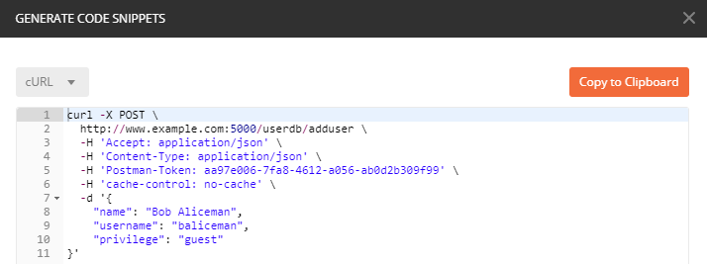 GENERATE CODE SNIPPETS
cURL
Copy to Clipboard
1 curl -X POST \
2 http://www.example.com:5000/userdb/adduser \
3 -H 'Accept: application/json' \
4 -H 'Content-Type: application/json' \
5 -H 'Postman-Token: aa97e006-7fa8-4612-a056-ab0d2b309f99' \
6 -H 'cache-control: no-cache' \
7 -d '{
8 "name": "Bob Aliceman",
9 "username": "baliceman",
10 "privilege": "guest"
11 }'